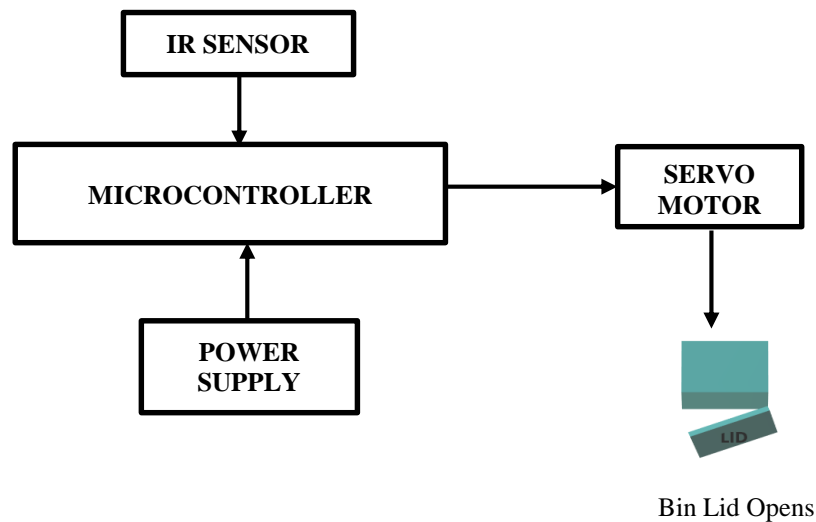 IR SENSOR
MICROCONTROLLER
SERVO
MOTOR
POWER
SUPPLY
LID
Bin Lid Opens